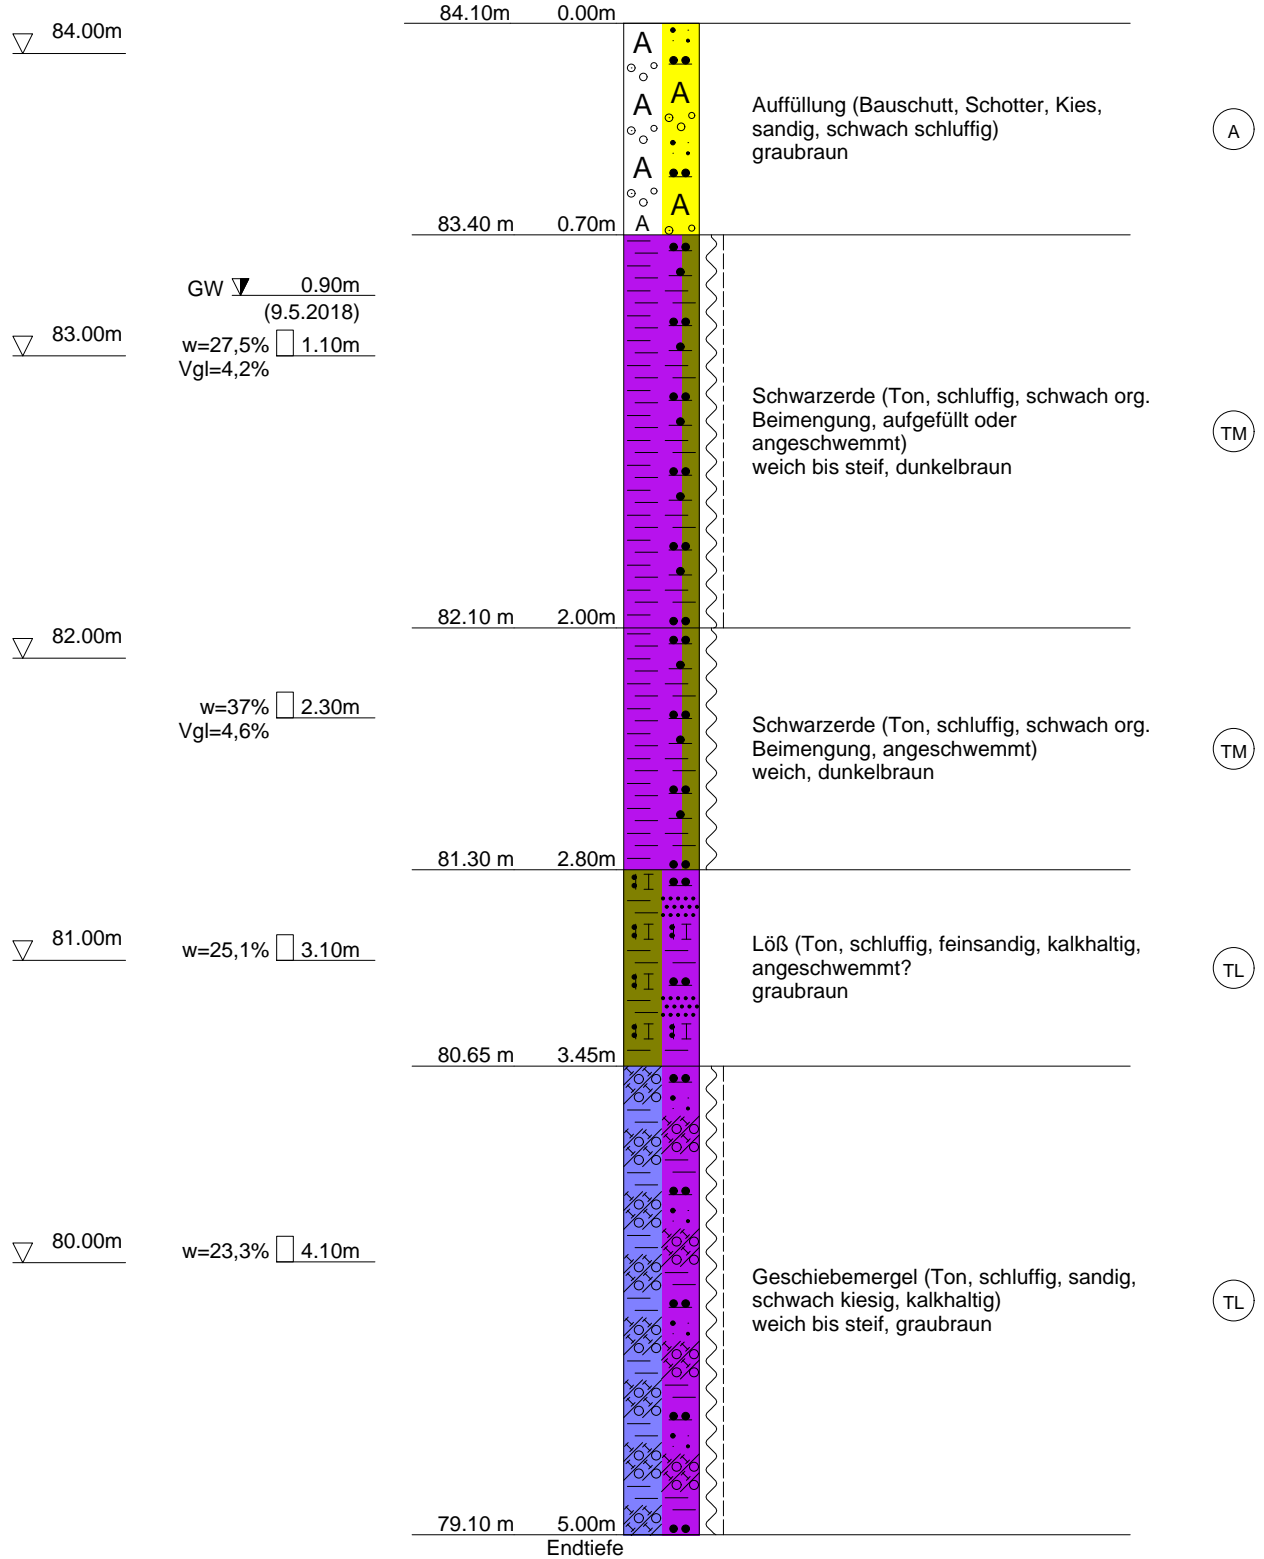 84.10m 0.00m
84.00m
A
A
A
A
A
A
Auffüllung (Bauschutt, Schotter, Kies,
sandig, schwach schluffig)
graubraun
A
83.40 m 0.70m
GW 0.90m
(9.5.2018)
83.00m
w=27,5% 1.10m
Vgl=4,2%
Schwarzerde (Ton, schluffig, schwach org.
Beimengung, aufgefüllt oder
angeschwemmt)
weich bis steif, dunkelbraun
TM
82.10 m 2.00m
82.00m
w=37% 2.30m
Vgl=4,6%
Schwarzerde (Ton, schluffig, schwach org.
Beimengung, angeschwemmt)
weich, dunkelbraun
TM
81.30 m 2.80m
81.00m
w=25,1% 3.10m
Löß (Ton, schluffig, feinsandig, kalkhaltig,
angeschwemmt?
graubraun
TL
80.65 m 3.45m
80.00m
w=23,3% 4.10m
Geschiebemergel (Ton, schluffig, sandig,
schwach kiesig, kalkhaltig)
weich bis steif, graubraun
TL
79.10 m 5.00m
Endtiefe